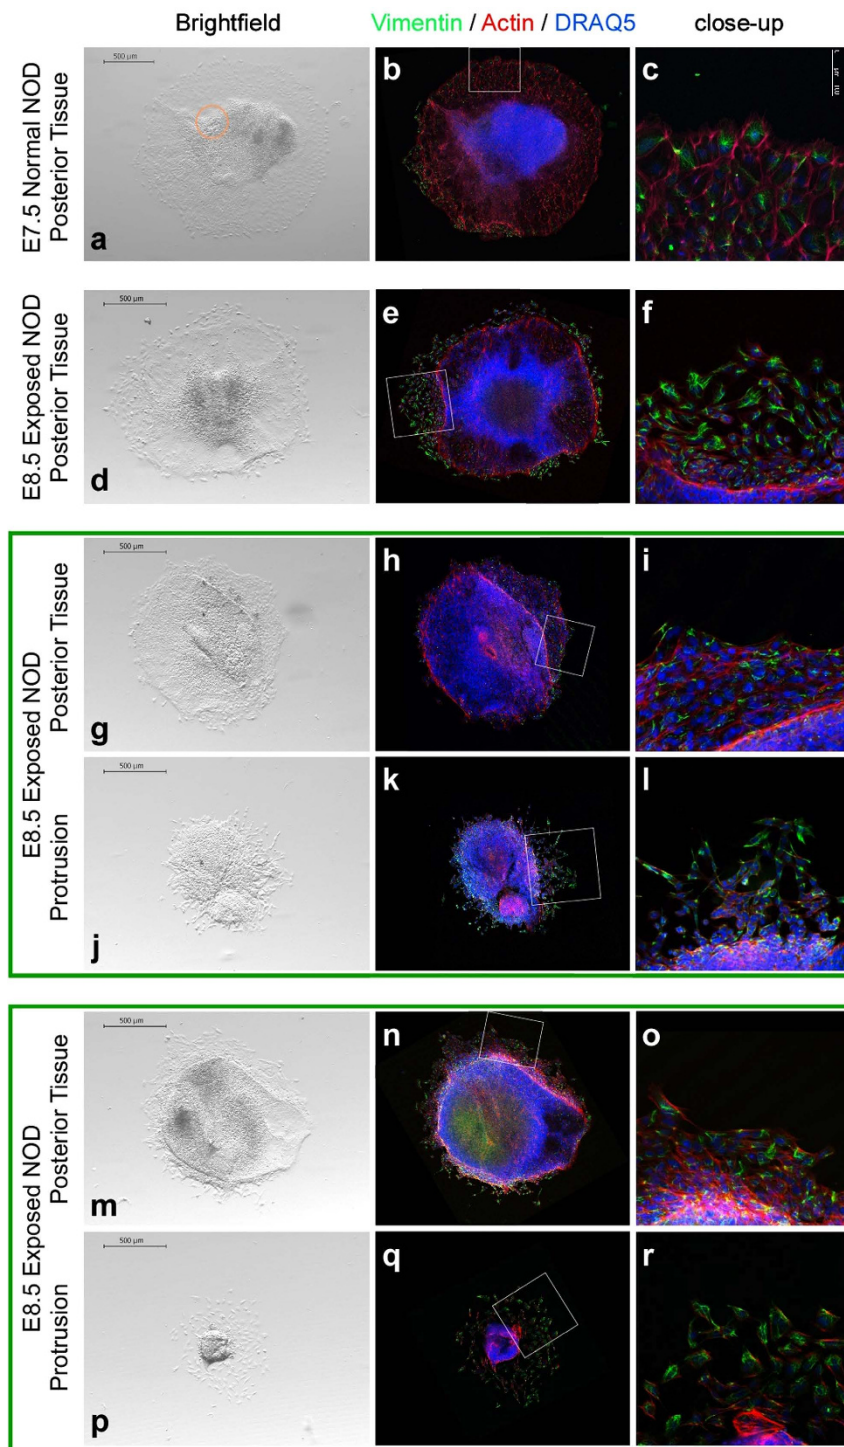 Brightfield
Vimentin / Actin / DRAQ5
close-up
E7.5 Normal NOD
Posterior Tissue
500 µm
a
b
c
E8.5 Exposed NOD
Posterior Tissue
500 µm
d
e
f
E8.5 Exposed NOD
Posterior Tissue
500 µm
g
h
i
Protrusion
500 µm
j
k
l
E8.5 Exposed NOD
Posterior Tissue
500 µm
m
n
o
Protrusion
500 µm
p
q
r